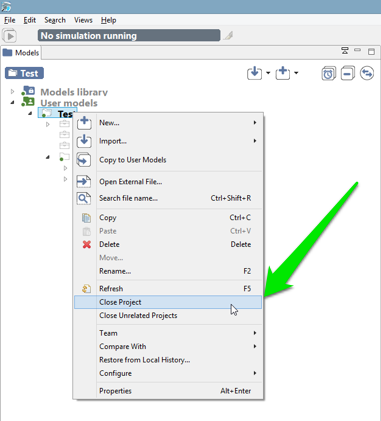 File Edit Search Views Help
No simulation running
Models
Test
Models library
User models
Test
New...
Import...
Copy to User Models
Open External File...
Search file name... Ctrl+Shift+R
Copy Ctrl+C
Paste Ctrl+V
Delete Delete
Move...
Rename... F2
Refresh F5
Close Project
Close Unrelated Projects
Team
Compare With
Restore from Local History...
Configure
Properties Alt+Enter